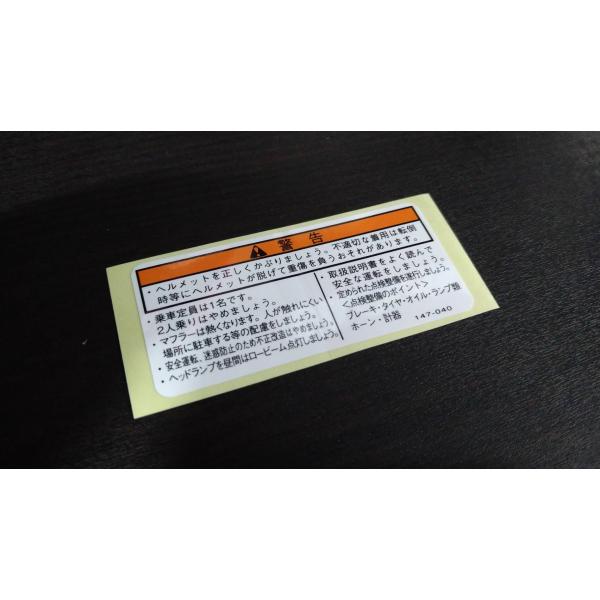 警告
・ヘルメットを正しくかぶりましょう。不適切な着用は転倒
時等にヘルメットが脱げて重傷を負うおそれがあります。
・乗車定員は1名です。
2人乗りはやめましょう。
・マフラーは熱くなります。人が触れにくい
場所に駐車する等の配慮をしましょう。
・安全運転、迷惑防止のため不正改造はやめましょう。
・ヘッドランプを昼間はロービーム点灯しましょう。
・取扱説明書をよく読んで
安全な運転をしましょう。
・定められた点検整備を遂行しましょう。
<点検整備のポイント>
ブレーキ・タイヤ・オイル・ランプ類
ホーン・計器
147-040